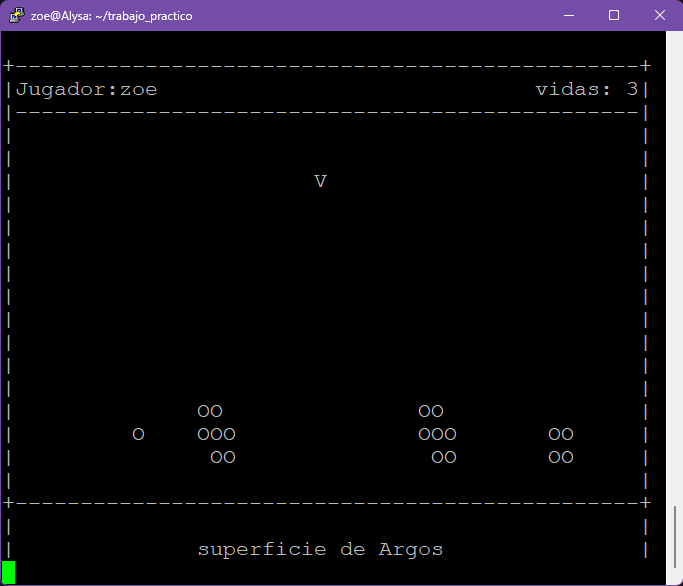 zoe@Alysa: ~/trabajo_practico
+------------------------------------------------+
|Jugador:zoe                             vidas: 3|
|------------------------------------------------|
|                                                |
|                                                |
|                       V                        |
|                                                |
|                                                |
|                                                |
|                                                |
|                                                |
|                                                |
|                                                |
|                                                |
|                                                |
|              OO               OO               |
|         O    OOO              OOO       OO     |
|               OO               OO       OO     |
|                                                |
+------------------------------------------------+
|                                                |
|              superficie de Argos               |